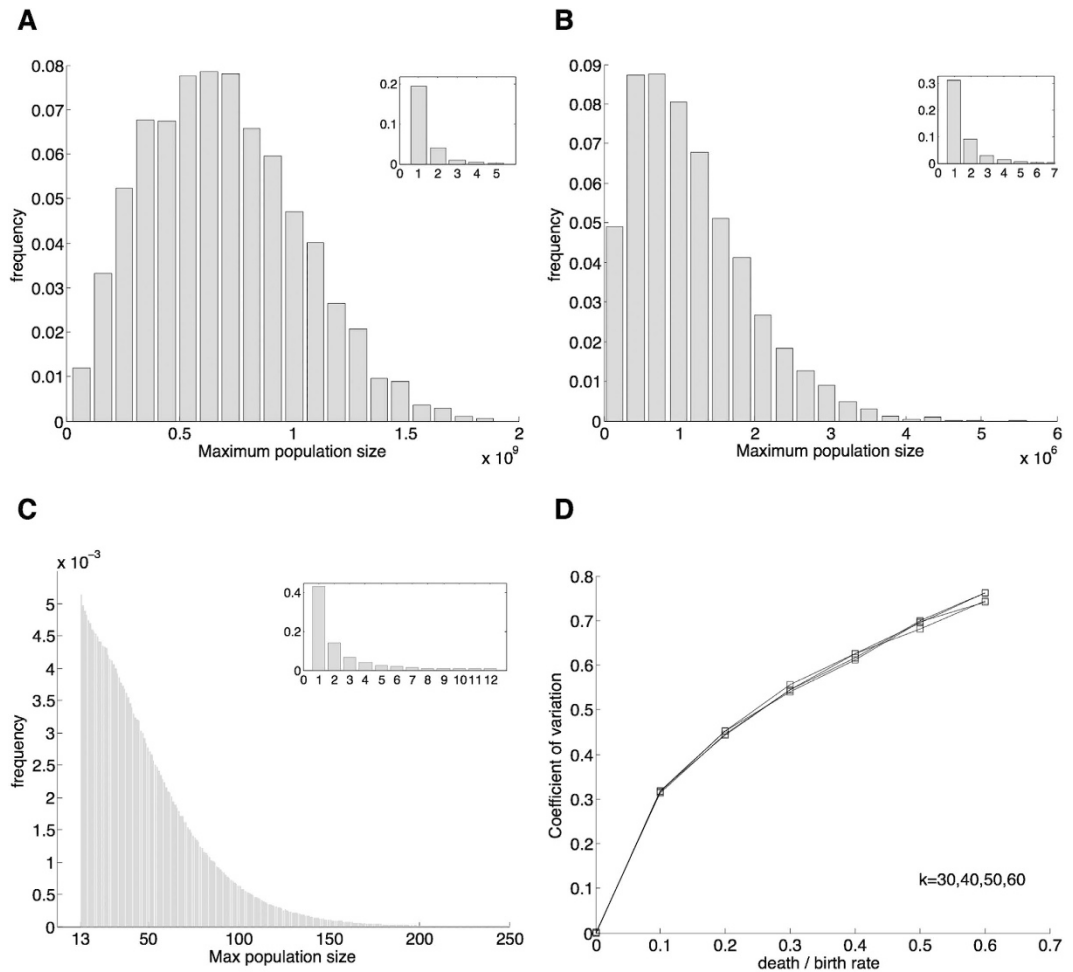 A
0.08
0.07
0.06
0.05
0.04
0.03
0.02
0.01
0
frequency
0 0.5 1 1.5 2
Maximum population size
x 10^9
0.2
0.1
0
0 1 2 3 4 5
B
0.09
0.08
0.07
0.06
0.05
0.04
0.03
0.02
0.01
0
frequency
0 1 2 3 4 5 6
Maximum population size
x 10^6
0.3
0.2
0.1
0
0 1 2 3 4 5 6 7
C
x 10^−3
5
4.5
4
3.5
3
2.5
2
1.5
1
0.5
0
frequency
13 50 100 150 200 250
Max population size
0.4
0.2
0
0 1 2 3 4 5 6 7 8 9 10 11 12
D
0.8
0.7
0.6
0.5
0.4
0.3
0.2
0.1
0
Coefficient of variation
k=30,40,50,60
0 0.1 0.2 0.3 0.4 0.5 0.6 0.7
death / birth rate